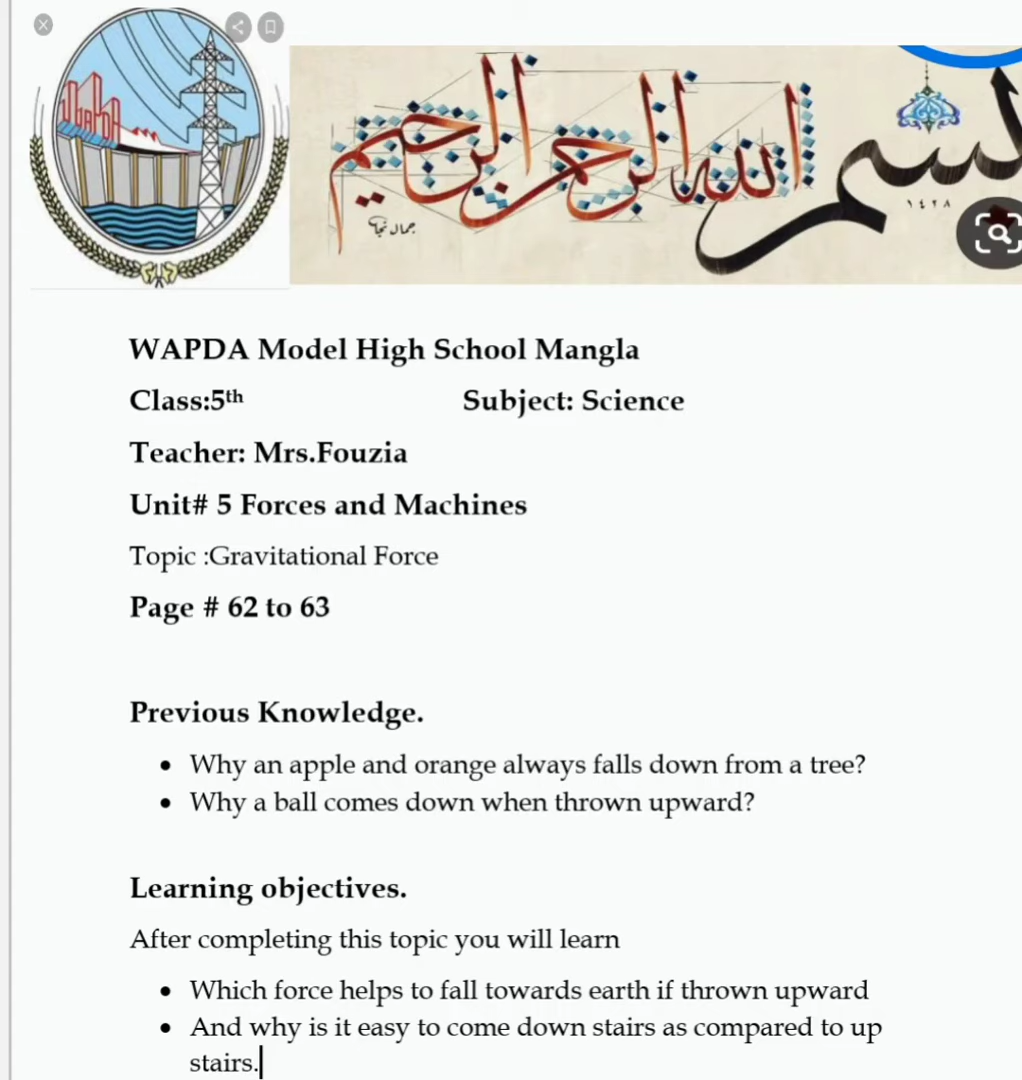 WAPDA
بسم الله الرحمن الرحيم
١٤٢٨
WAPDA Model High School Mangla
Class:5th Subject: Science
Teacher: Mrs.Fouzia
Unit# 5 Forces and Machines
Topic :Gravitational Force
Page # 62 to 63
Previous Knowledge.
• Why an apple and orange always falls down from a tree?
• Why a ball comes down when thrown upward?
Learning objectives.
After completing this topic you will learn
• Which force helps to fall towards earth if thrown upward
• And why is it easy to come down stairs as compared to up
stairs.